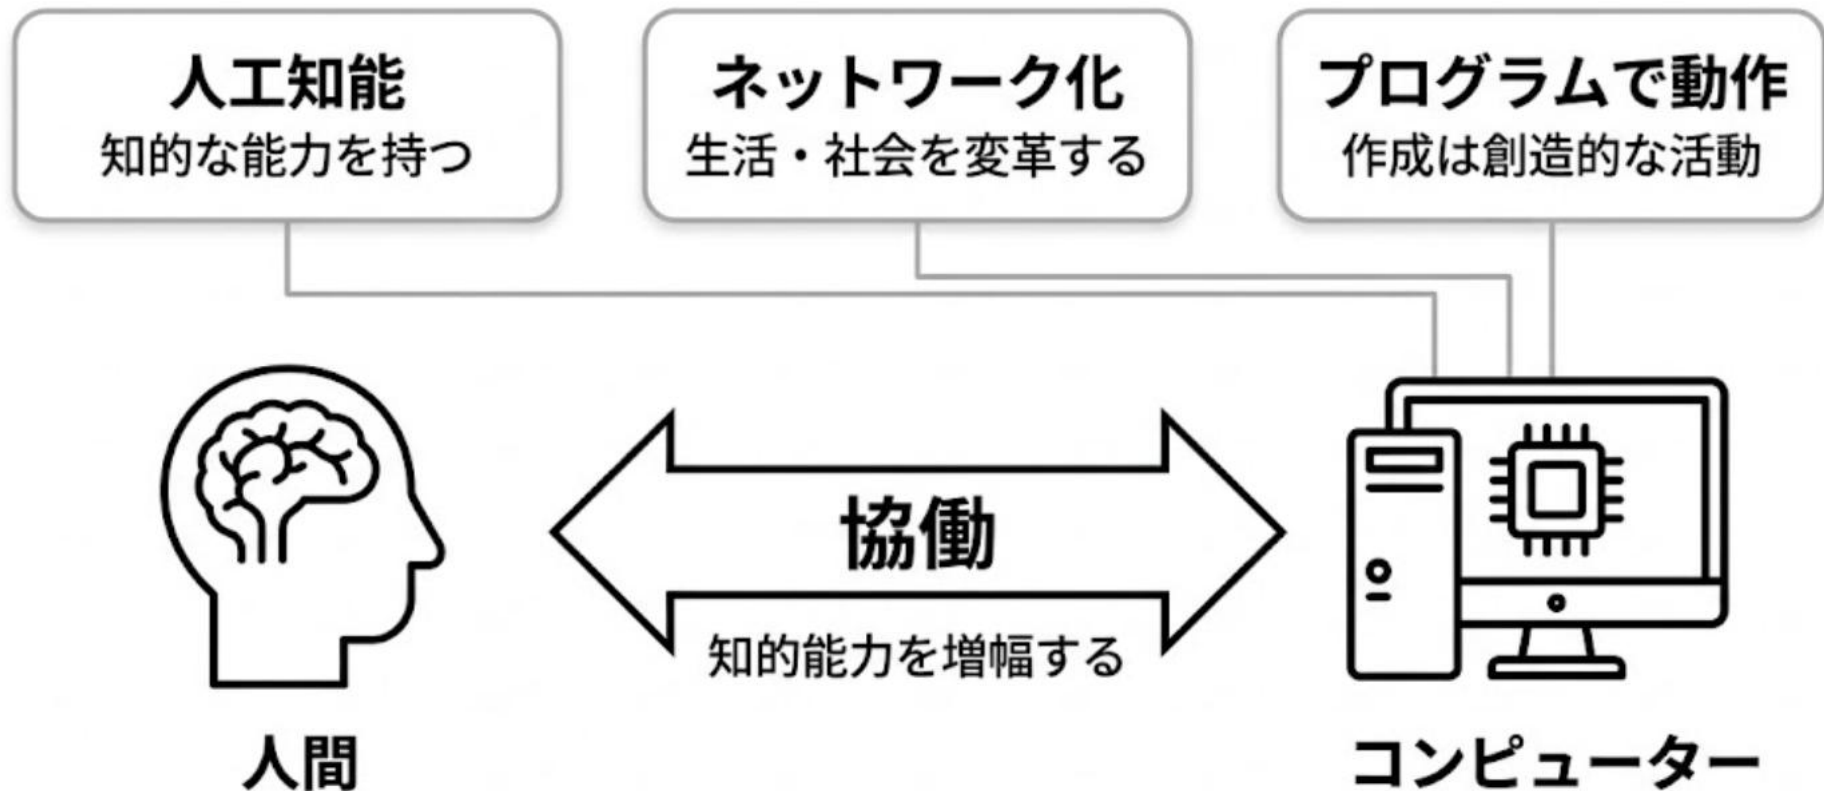 人工知能
知的な能力を持つ
ネットワーク化
生活・社会を変革する
プログラムで動作
作成は創造的な活動
協働
知的能力を増幅する
人間
コンピューター